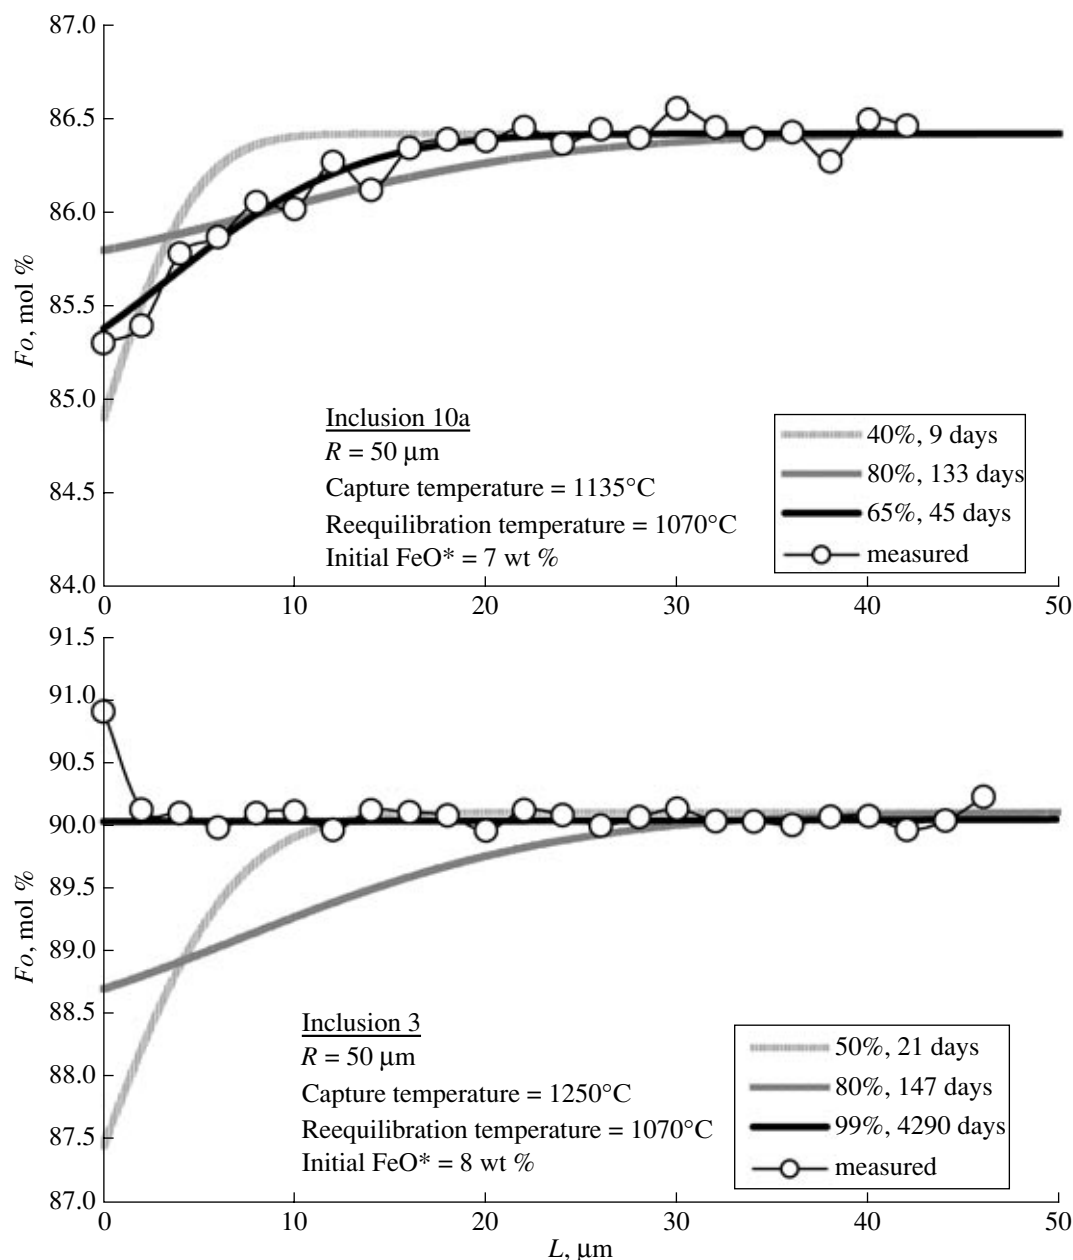 87.0
86.5
86.0
85.5
85.0
84.5
84.0
Fo, mol %
Inclusion 10a
R = 50 μm
Capture temperature = 1135°C
Reequilibration temperature = 1070°C
Initial FeO* = 7 wt %
40%, 9 days
80%, 133 days
65%, 45 days
measured
0 10 20 30 40 50
91.5
91.0
90.5
90.0
89.5
89.0
88.5
88.0
87.5
87.0
Fo, mol %
Inclusion 3
R = 50 μm
Capture temperature = 1250°C
Reequilibration temperature = 1070°C
Initial FeO* = 8 wt %
50%, 21 days
80%, 147 days
99%, 4290 days
measured
0 10 20 30 40 50
L, μm